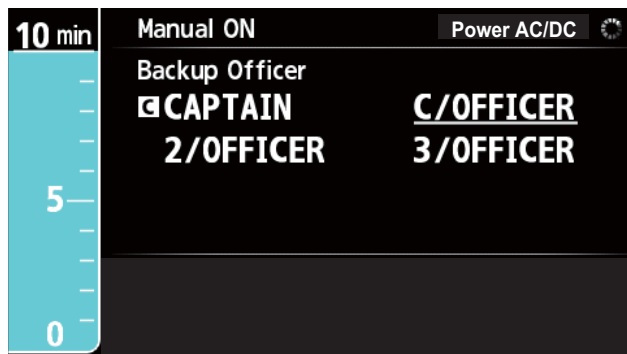 10 min
Manual ON Power AC/DC
Backup Officer
C CAPTAIN C/OFFICER
2/OFFICER 3/OFFICER
5
0